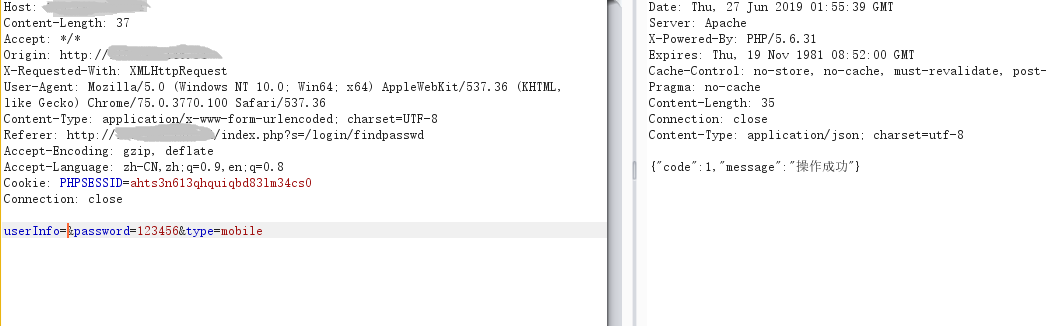 Host:
Content-Length: 37
Accept: */*
Origin: http://
X-Requested-With: XMLHttpRequest
User-Agent: Mozilla/5.0 (Windows NT 10.0; Win64; x64) AppleWebKit/537.36 (KHTML,
like Gecko) Chrome/75.0.3770.100 Safari/537.36
Content-Type: application/x-www-form-urlencoded; charset=UTF-8
Referer: http:// /index.php?s=/login/findpasswd
Accept-Encoding: gzip, deflate
Accept-Language: zh-CN,zh;q=0.9,en;q=0.8
Cookie: PHPSESSID=ahts3n613qhquiqbd83lm34cs0
Connection: close
userInfo=&password=123456&type=mobile
Date: Thu, 27 Jun 2019 01:55:39 GMT
Server: Apache
X-Powered-By: PHP/5.6.31
Expires: Thu, 19 Nov 1981 08:52:00 GMT
Cache-Control: no-store, no-cache, must-revalidate, post-
Pragma: no-cache
Content-Length: 35
Connection: close
Content-Type: application/json; charset=utf-8
{"code":1,"message":"操作成功"}